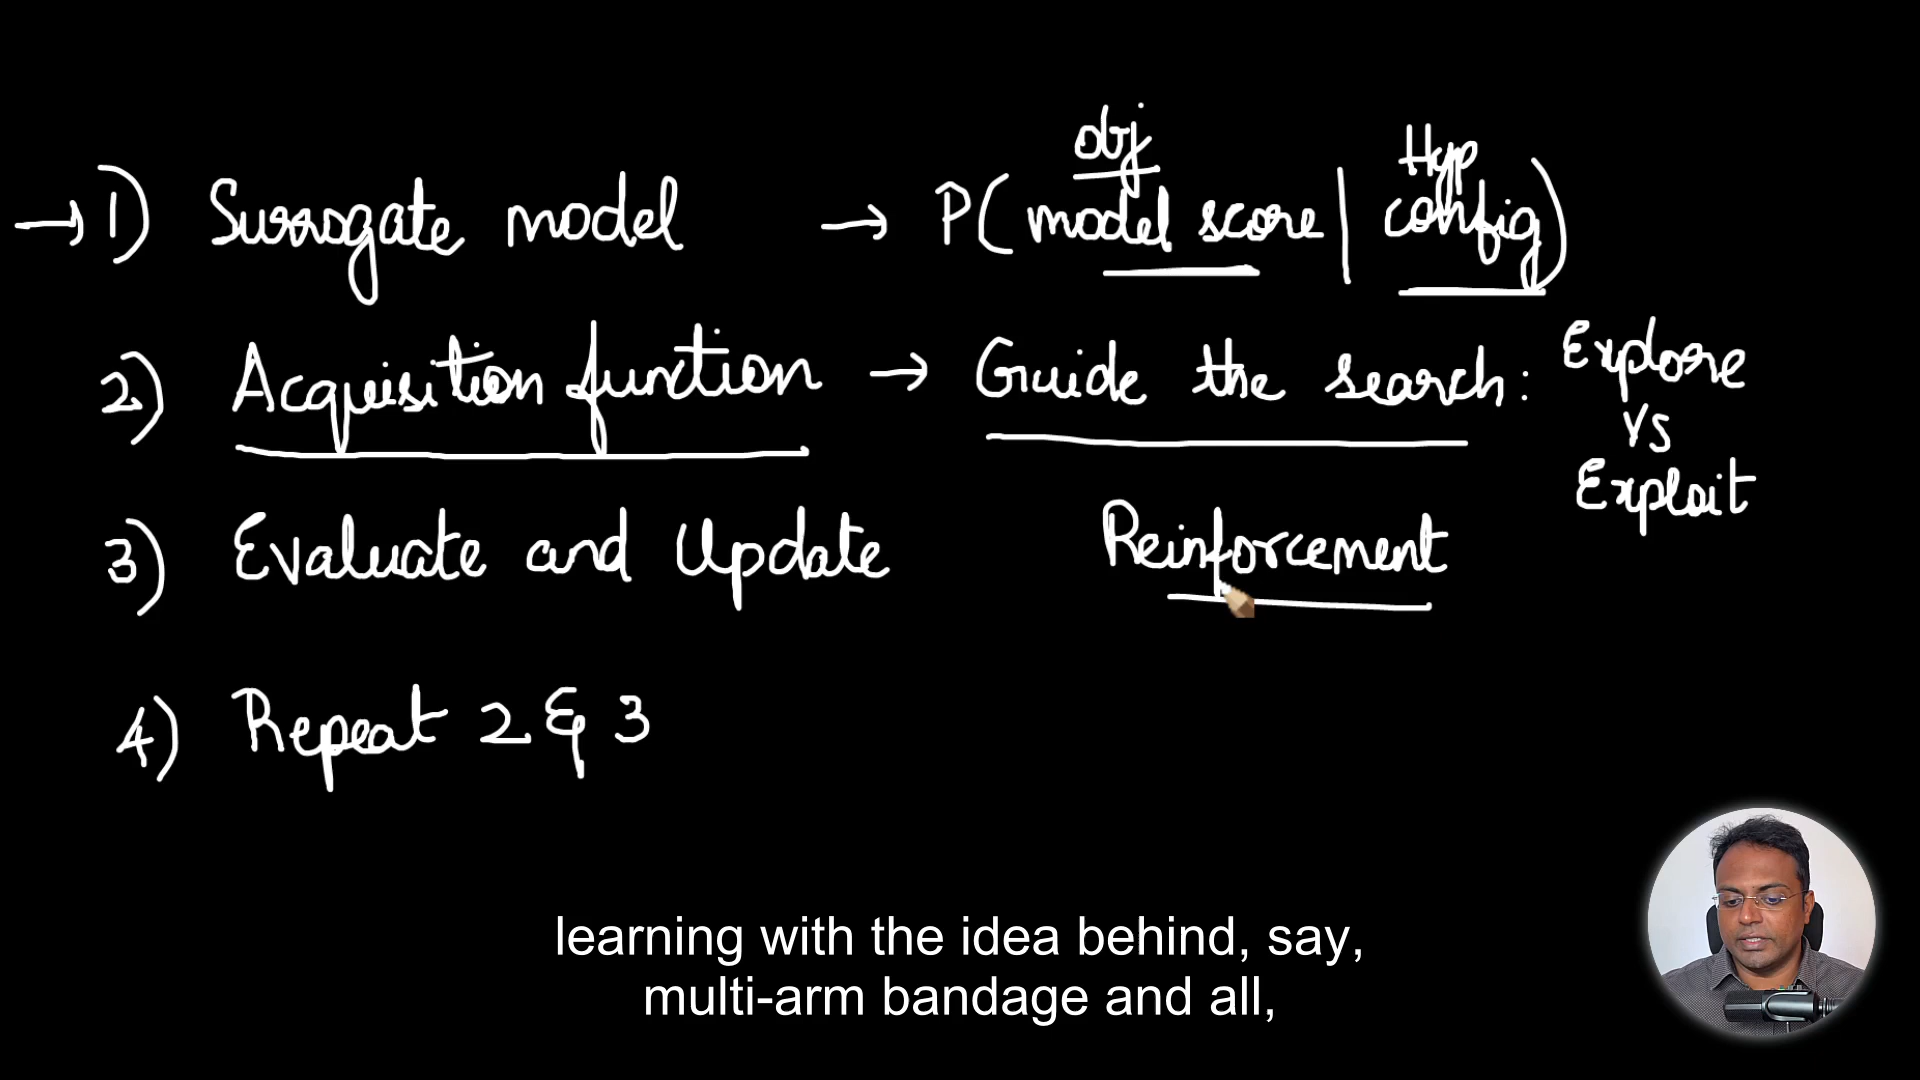 obj Hyp
→ 1) Surrogate model → P( model score | config)
2) Acquisition function → Guide the search : Explore
vs
Exploit
3) Evaluate and Update Reinforcement
4) Repeat 2 & 3
learning with the idea behind, say,
multi-arm bandage and all,